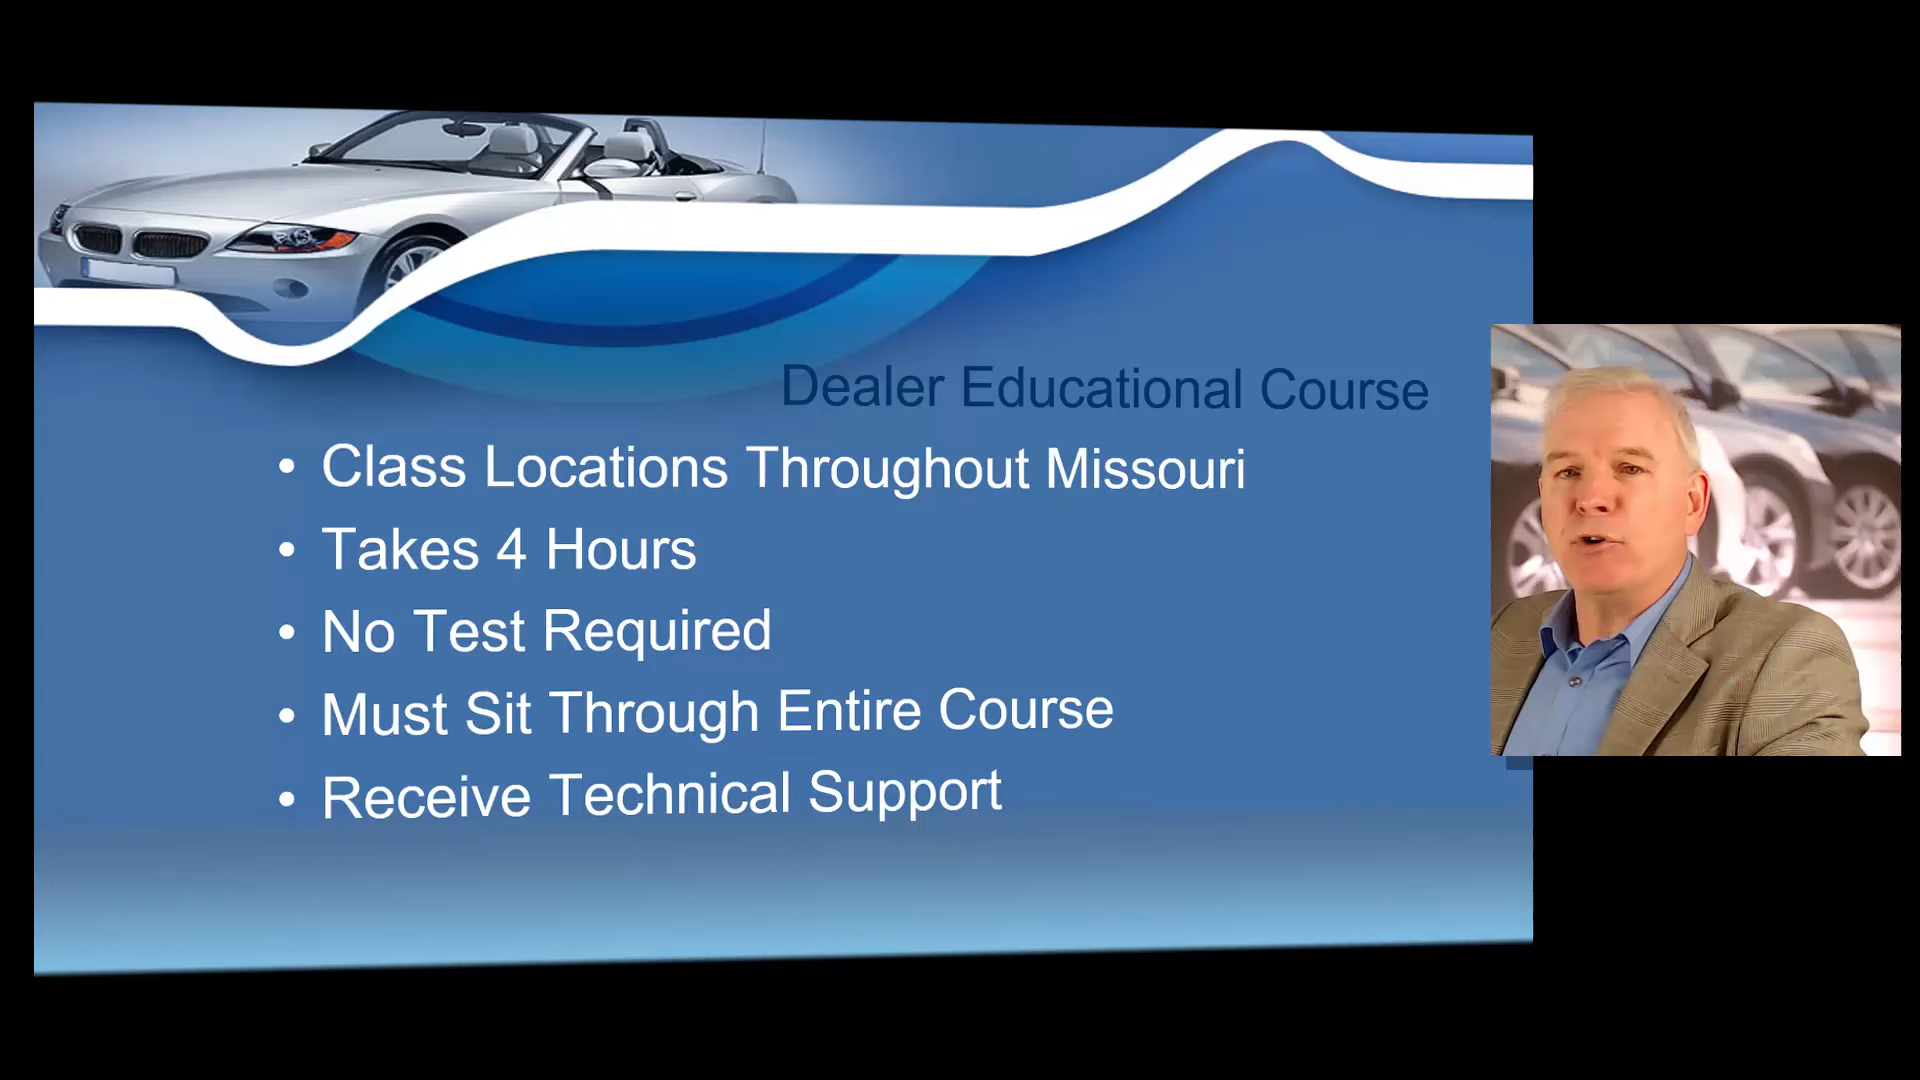 Dealer Educational Course
• Class Locations Throughout Missouri
• Takes 4 Hours
• No Test Required
• Must Sit Through Entire Course
• Receive Technical Support